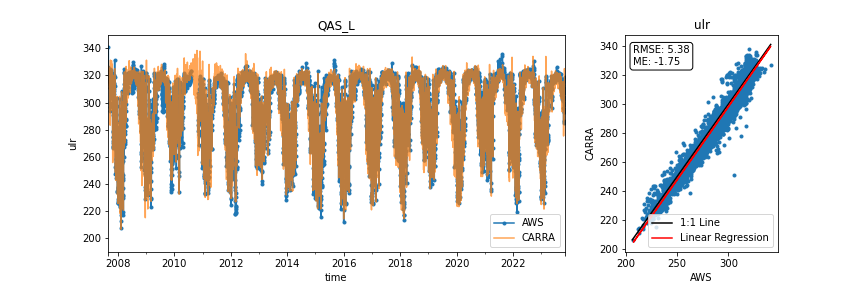 QAS_L
340
320
300
280
260
240
220
200
ulr
2008
2010
2012
2014
2016
2018
2020
2022
time
AWS
CARRA
ulr
340
320
300
280
260
240
220
200
CARRA
RMSE: 5.38
ME: -1.75
1:1 Line
Linear Regression
200
250
300
AWS